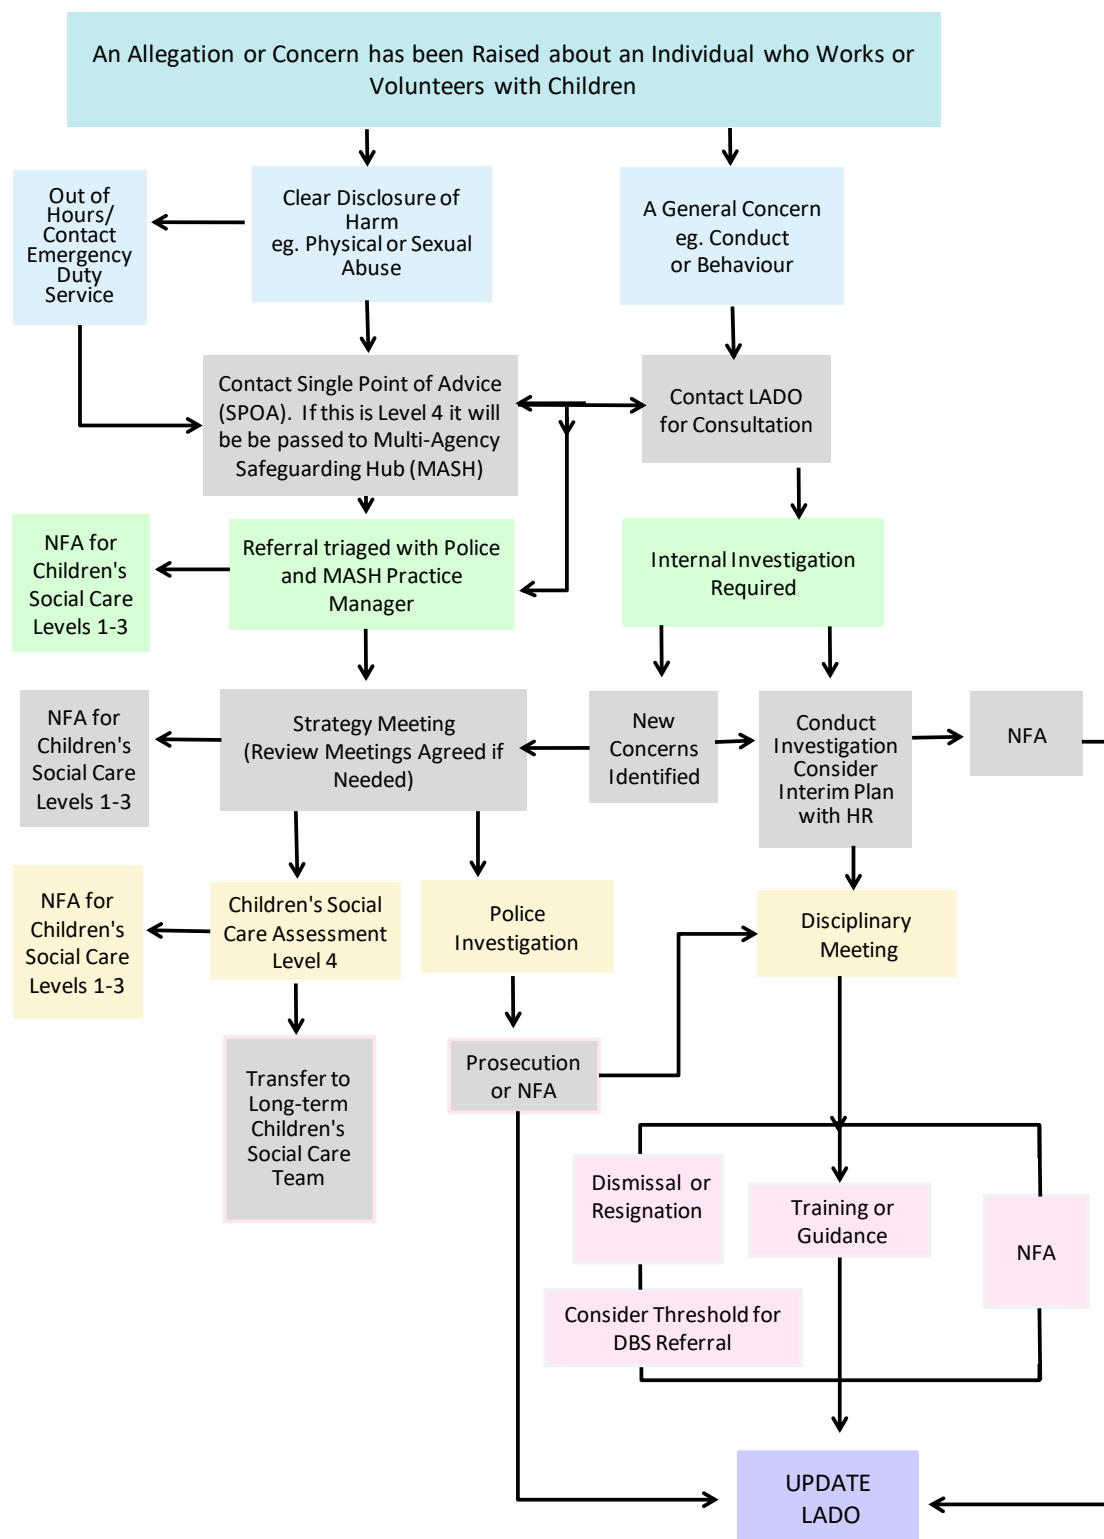 An Allegation or Concern has been Raised about an Individual who Works or
Volunteers with Children
Out of
Hours/
Contact
Emergency
Duty
Service
Clear Disclosure of
Harm
eg. Physical or Sexual
Abuse
A General Concern
eg. Conduct
or Behaviour
Contact Single Point of Advice
(SPOA). If this is Level 4 it will
be be passed to Multi-Agency
Safeguarding Hub (MASH)
Contact LADO
for Consultation
NFA for
Children's
Social Care
Levels 1-3
Referral triaged with Police
and MASH Practice
Manager
Internal Investigation
Required
NFA for
Children's
Social Care
Levels 1-3
Strategy Meeting
(Review Meetings Agreed if
Needed)
New
Concerns
Identified
Conduct
Investigation
Consider
Interim Plan
with HR
NFA
NFA for
Children's
Social Care
Levels 1-3
Children's Social
Care Assessment
Level 4
Police
Investigation
Disciplinary
Meeting
Transfer to
Long-term
Children's
Social Care
Team
Prosecution
or NFA
Dismissal or
Resignation
Training or
Guidance
NFA
Consider Threshold for
DBS Referral
UPDATE
LADO